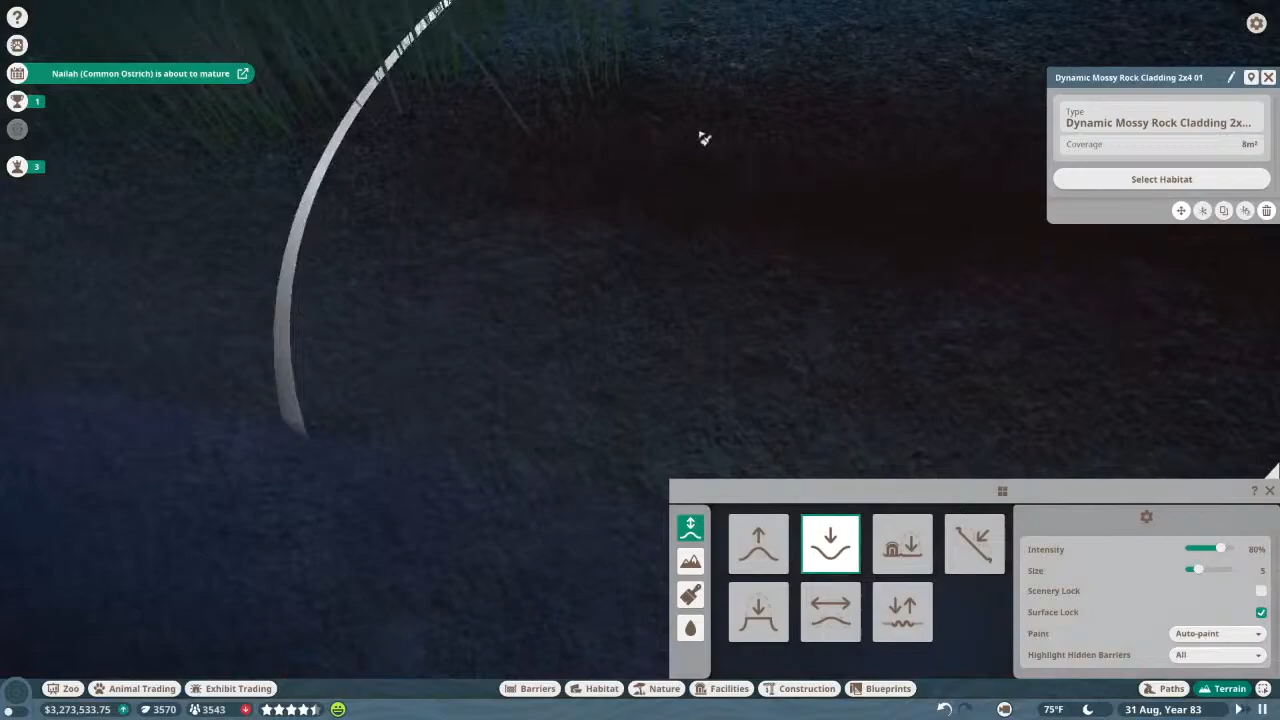 ?
Nailah (Common Ostrich) is about to mature
1
3
Dynamic Mossy Rock Cladding 2x4 01
Type
Dynamic Mossy Rock Cladding 2x...
Coverage 8m²
Select Habitat
?
Intensity 80%
Size 5
Scenery Lock
Surface Lock
Paint Auto-paint
Highlight Hidden Barriers All
Zoo Animal Trading Exhibit Trading Barriers Habitat Nature Facilities Construction Blueprints Paths Terrain
$3,273,533.75 3570 3543 75°F 31 Aug, Year 83